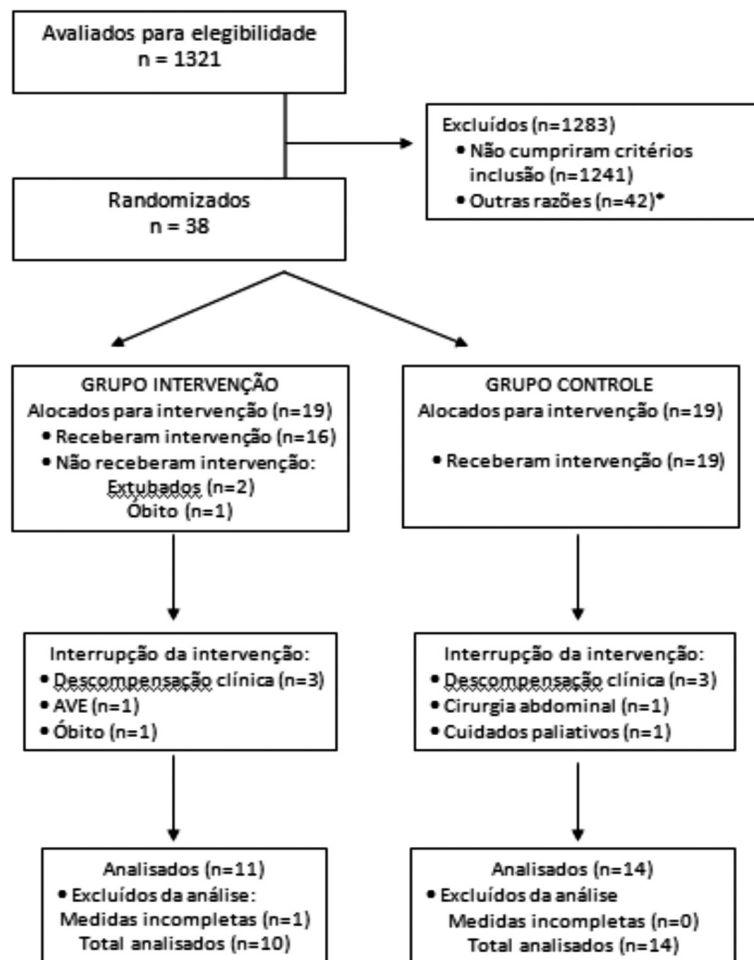 Avaliados para elegibilidade
n = 1321
Excluídos (n=1283)
• Não cumpriram critérios
inclusão (n=1241)
• Outras razões (n=42)*
Randomizados
n = 38
GRUPO INTERVENÇÃO
Alocados para intervenção (n=19)
• Receberam intervenção (n=16)
• Não receberam intervenção:
Extubados (n=2)
Óbito (n=1)
GRUPO CONTROLE
Alocados para intervenção (n=19)
• Receberam intervenção (n=19)
Interrupção da intervenção:
• Descompensação clínica (n=3)
• AVE (n=1)
• Óbito (n=1)
Interrupção da intervenção:
• Descompensação clínica (n=3)
• Cirurgia abdominal (n=1)
• Cuidados paliativos (n=1)
Analisados (n=11)
• Excluídos da análise:
Medidas incompletas (n=1)
Total analisados (n=10)
Analisados (n=14)
• Excluídos da análise
Medidas incompletas (n=0)
Total analisados (n=14)